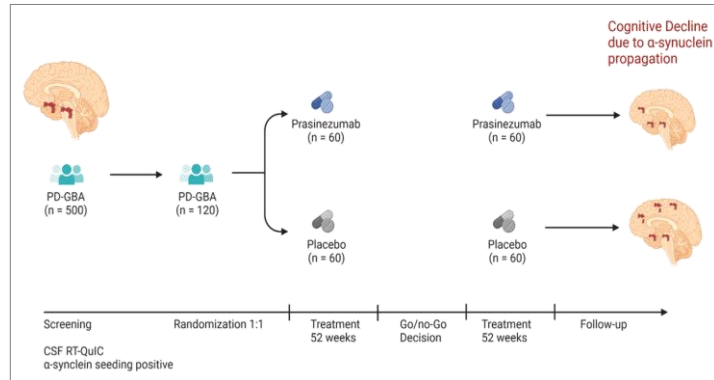 Cognitive Decline
due to α-synuclein
propagation
Prasinezumab
(n = 60)
Prasinezumab
(n = 60)
PD-GBA
(n = 500)
PD-GBA
(n = 120)
Placebo
(n = 60)
Placebo
(n = 60)
Screening
Randomization 1:1
Treatment
52 weeks
Go/no-Go
Decision
Treatment
52 weeks
Follow-up
CSF RT-QuIC
α-synclein seeding positive